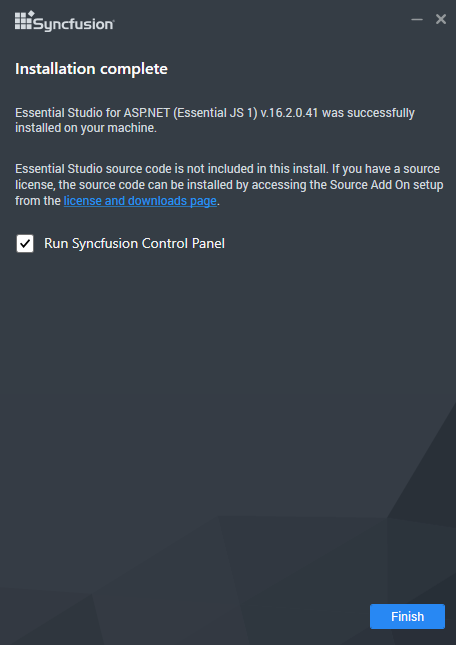 Syncfusion
Installation complete
Essential Studio for ASP.NET (Essential JS 1) v.16.2.0.41 was successfully
installed on your machine.
Essential Studio source code is not included in this install. If you have a source
license, the source code can be installed by accessing the Source Add On setup
from the license and downloads page.
Run Syncfusion Control Panel
Finish